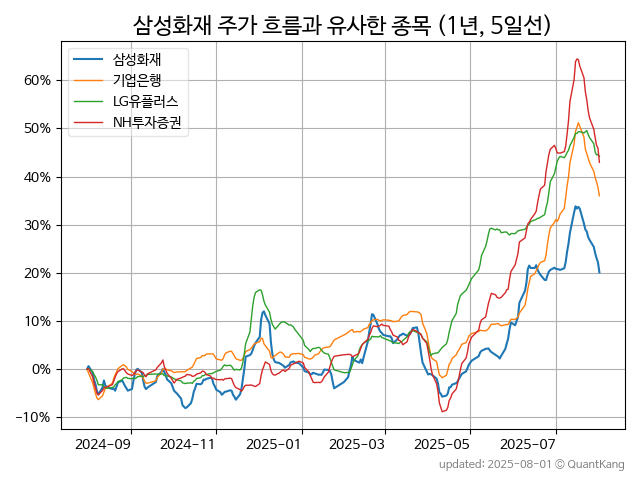 삼성화재 주가 흐름과 유사한 종목 (1년, 5일선)
삼성화재
기업은행
LG유플러스
NH투자증권
60%
50%
40%
30%
20%
10%
0%
−10%
2024-09
2024-11
2025-01
2025-03
2025-05
2025-07
updated: 2025-08-01 © QuantKang